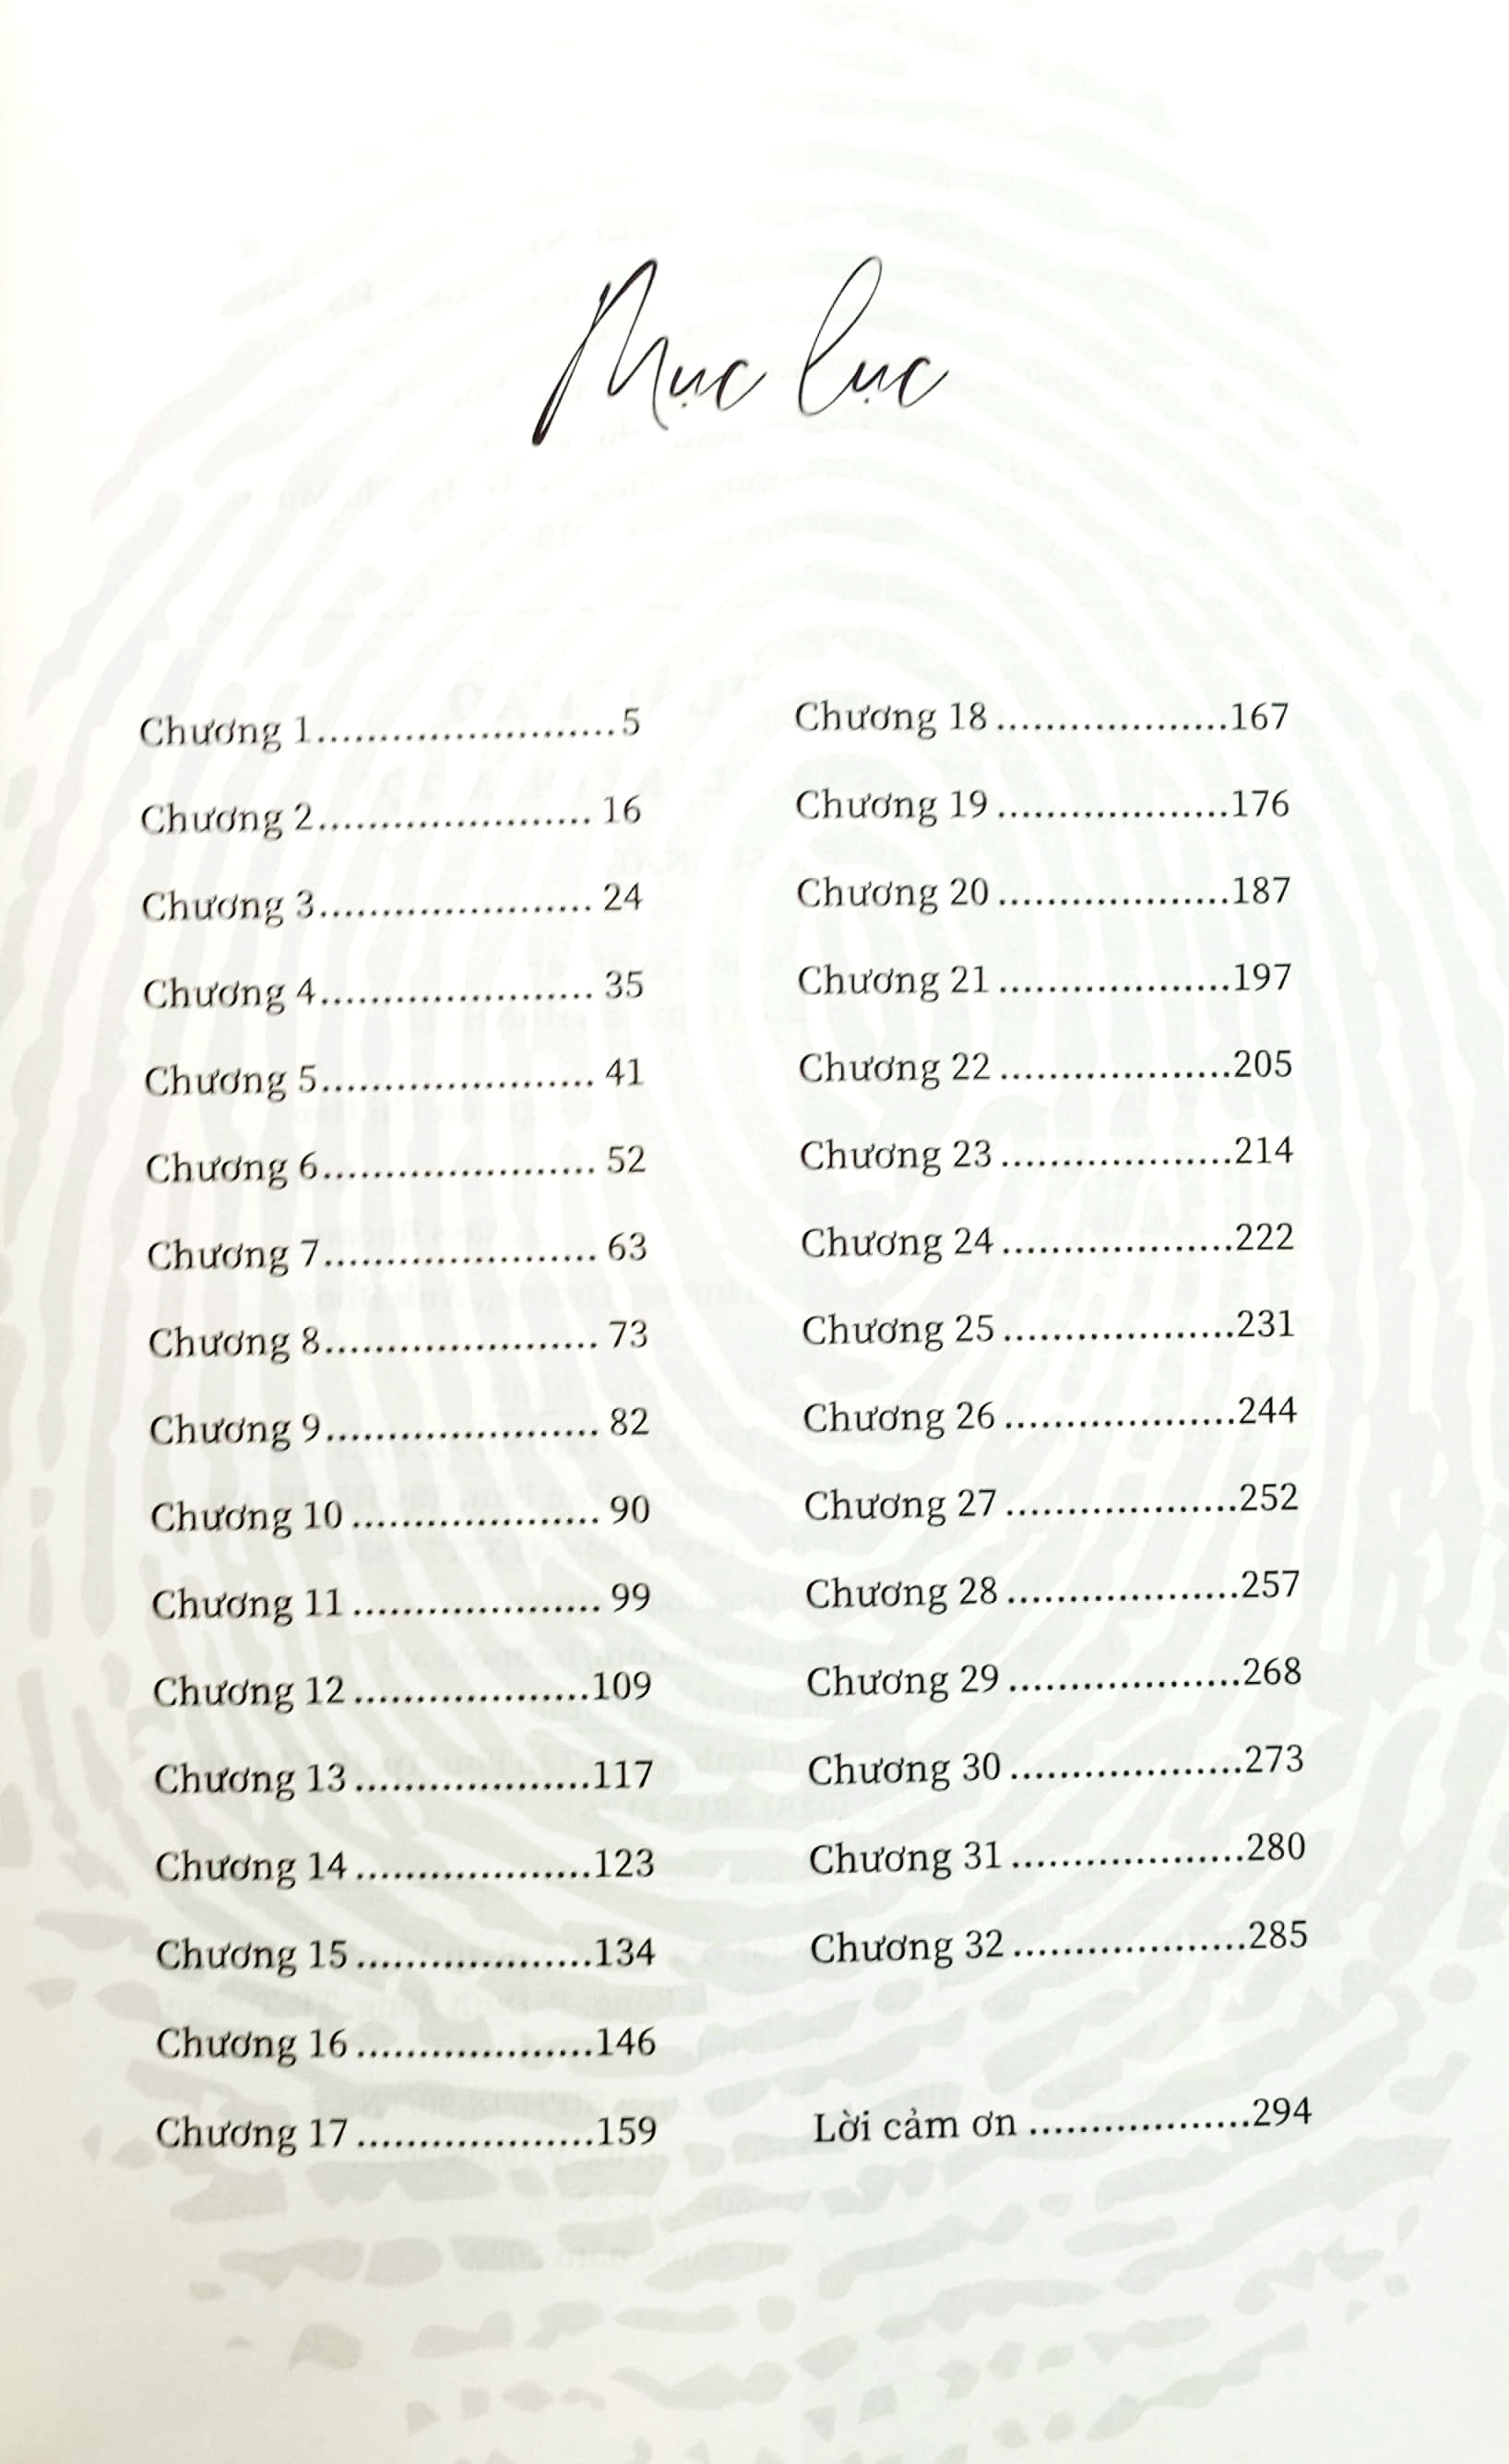 Mục lục
Chương 1.......................5
Chương 2..................... 16
Chương 3..................... 24
Chương 4..................... 35
Chương 5..................... 41
Chương 6..................... 52
Chương 7..................... 63
Chương 8..................... 73
Chương 9..................... 82
Chương 10 ................... 90
Chương 11 ................... 99
Chương 12 ...................109
Chương 13 ...................117
Chương 14 ...................123
Chương 15 ...................134
Chương 16 ...................146
Chương 17 ...................159
Chương 18 ...................167
Chương 19 ...................176
Chương 20 ...................187
Chương 21 ...................197
Chương 22 ...................205
Chương 23 ...................214
Chương 24 ...................222
Chương 25 ...................231
Chương 26 ...................244
Chương 27 ...................252
Chương 28 ...................257
Chương 29 ...................268
Chương 30 ...................273
Chương 31 ...................280
Chương 32 ...................285
Lời cảm ơn ..................294